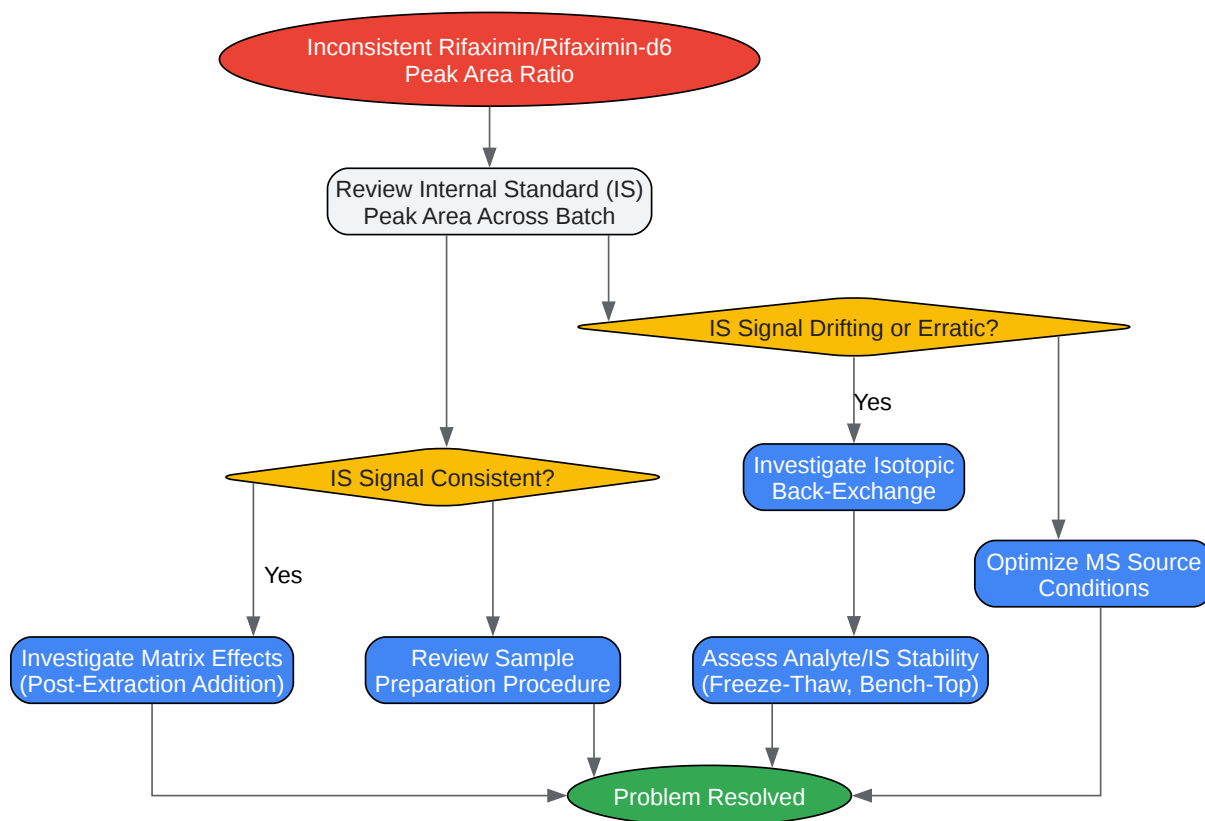 Inconsistent Rifaximin/Rifaximin-d6
Peak Area Ratio
Review Internal Standard (IS)
Peak Area Across Batch
IS Signal Drifting or Erratic?
Yes
IS Signal Consistent?
Investigate Isotopic
Back-Exchange
Optimize MS Source
Conditions
Yes
Investigate Matrix Effects
(Post-Extraction Addition)
Review Sample
Preparation Procedure
Assess Analyte/IS Stability
(Freeze-Thaw, Bench-Top)
Problem Resolved